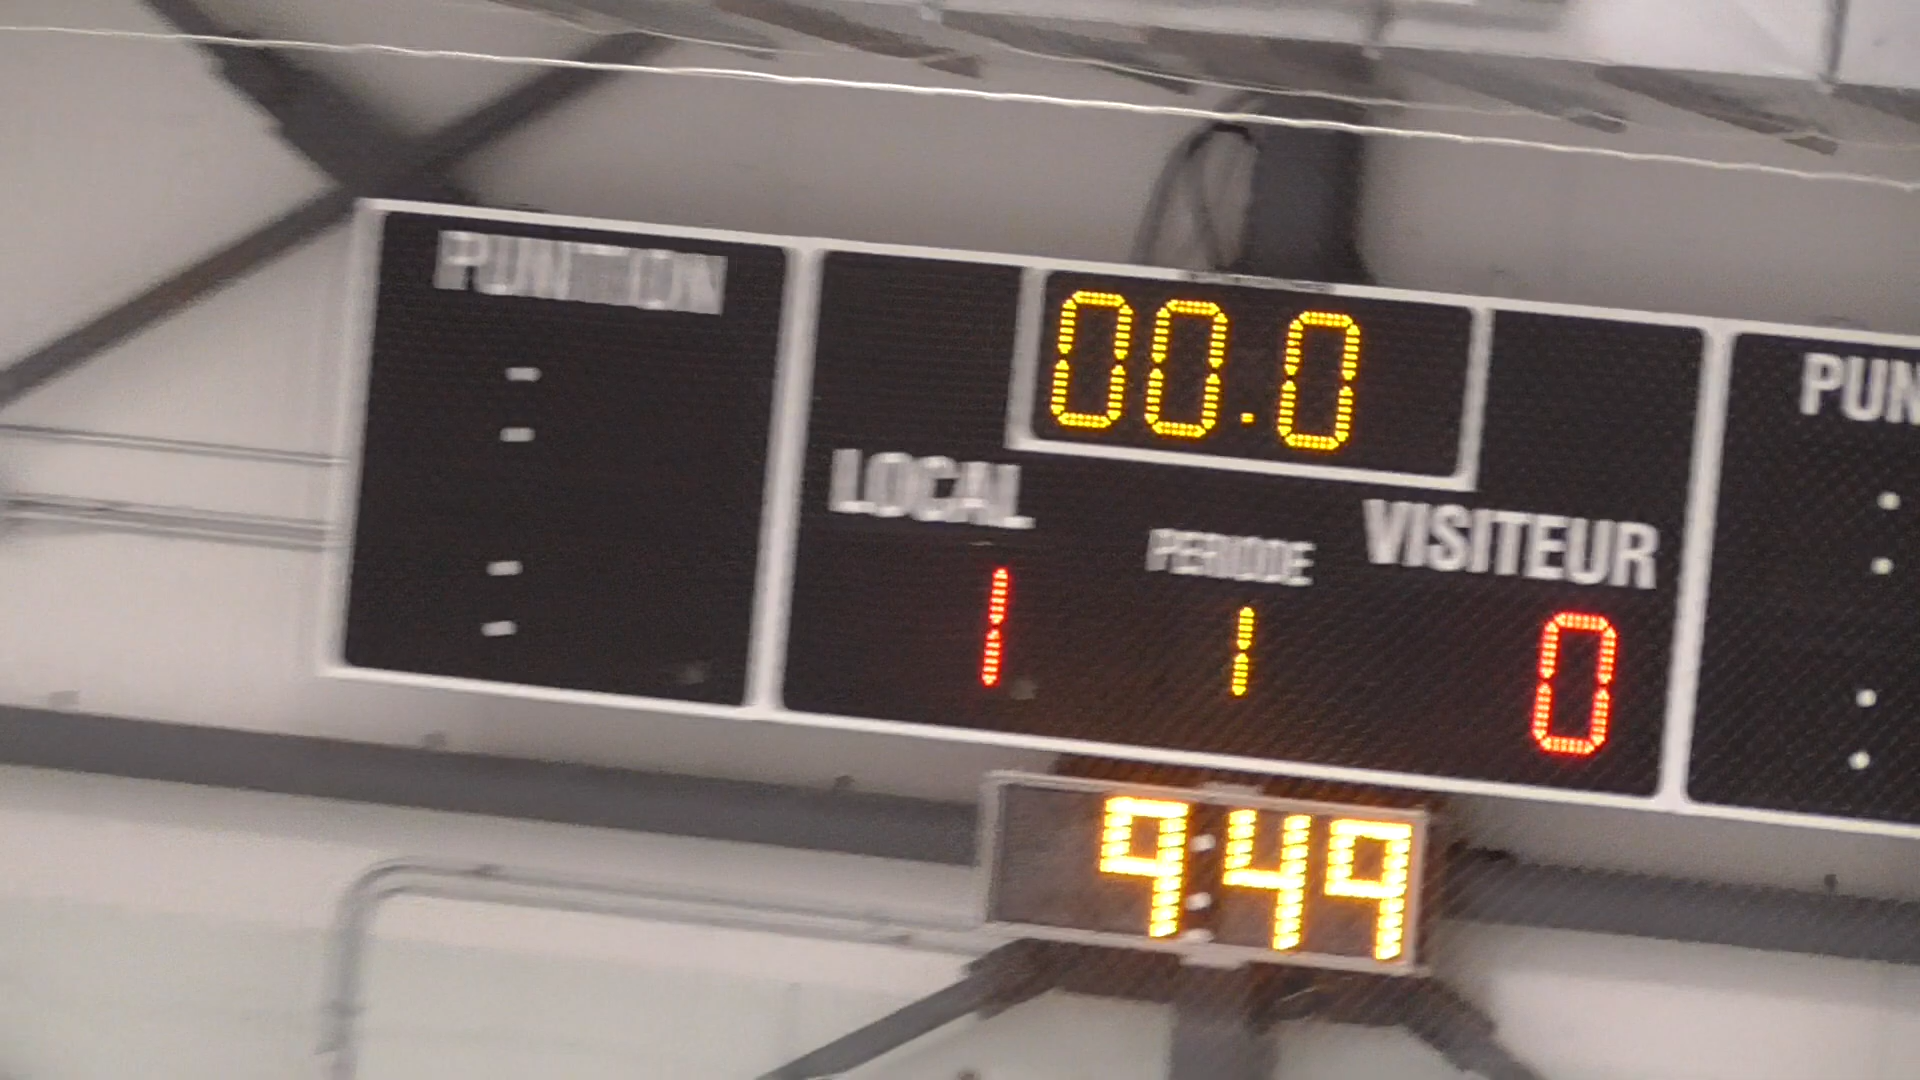 PUNITION
00.0
PUN
LOCAL
PERIODE
VISITEUR
1
1
0
9:49